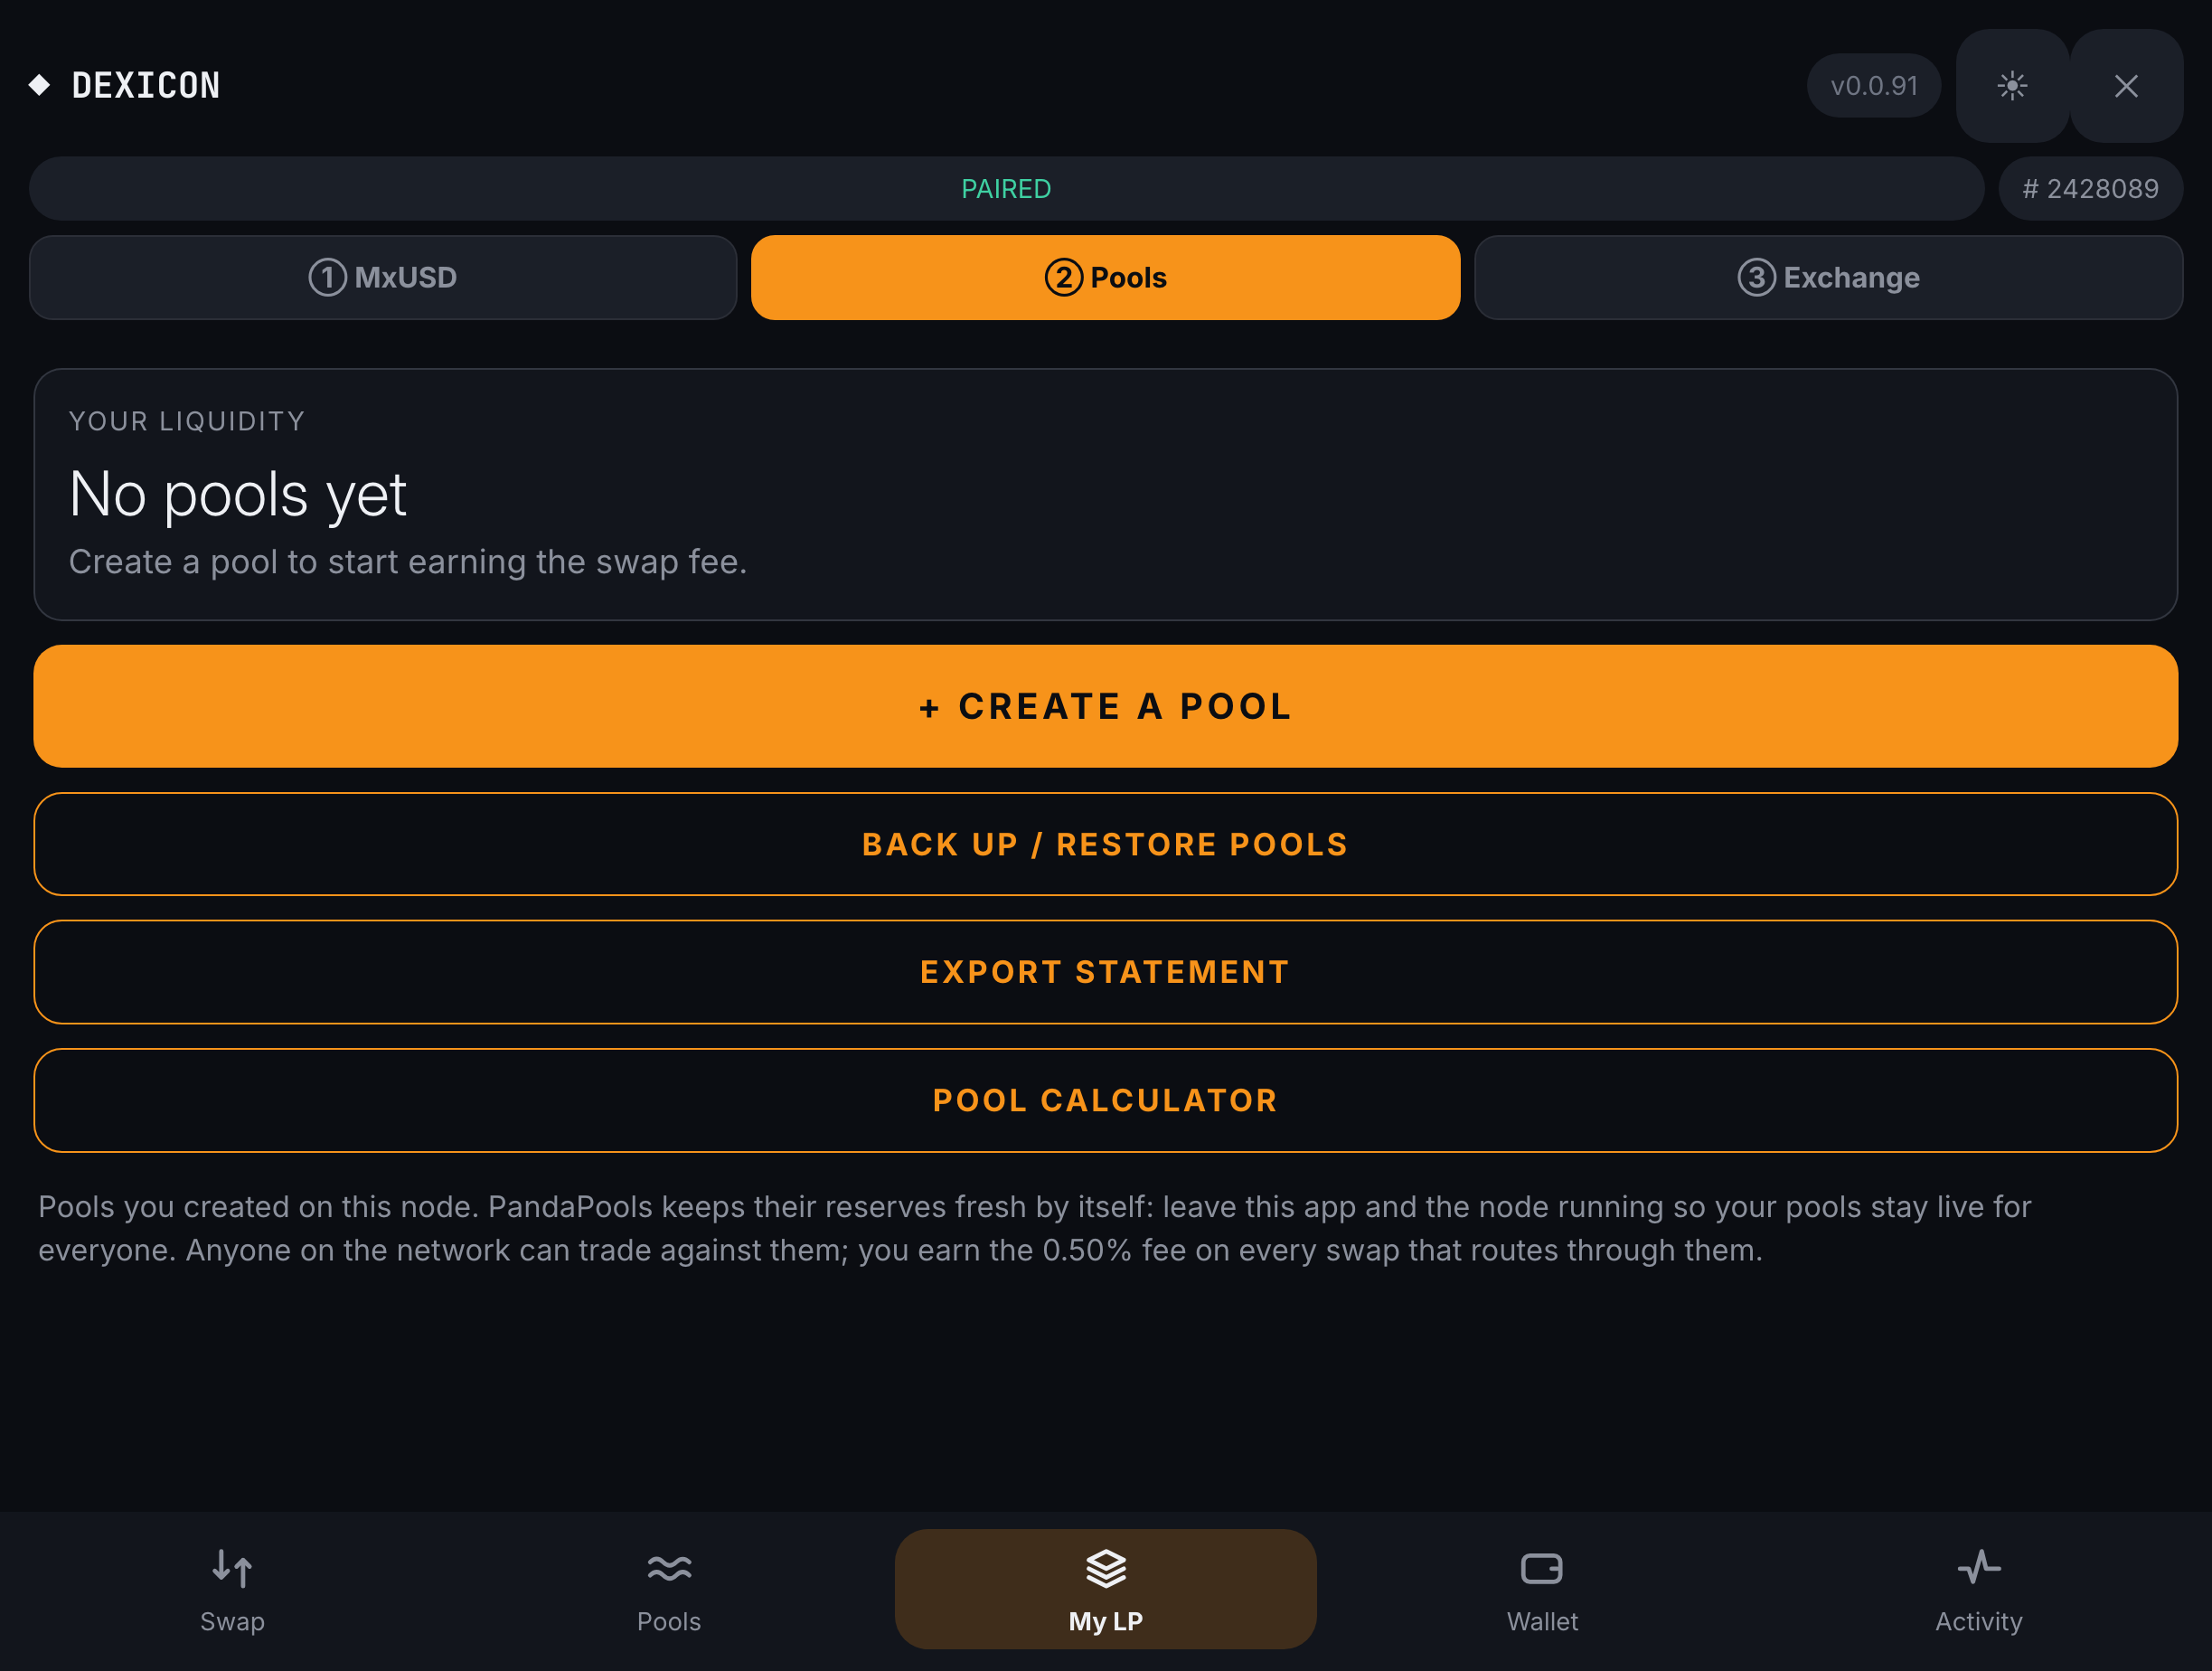 DEXICON
v0.0.91
PAIRED
# 2428089
① MxUSD
② Pools
③ Exchange
YOUR LIQUIDITY
No pools yet
Create a pool to start earning the swap fee.
+ CREATE A POOL
BACK UP / RESTORE POOLS
EXPORT STATEMENT
POOL CALCULATOR
Pools you created on this node. PandaPools keeps their reserves fresh by itself: leave this app and the node running so your pools stay live for
everyone. Anyone on the network can trade against them; you earn the 0.50% fee on every swap that routes through them.
Swap
Pools
My LP
Wallet
Activity